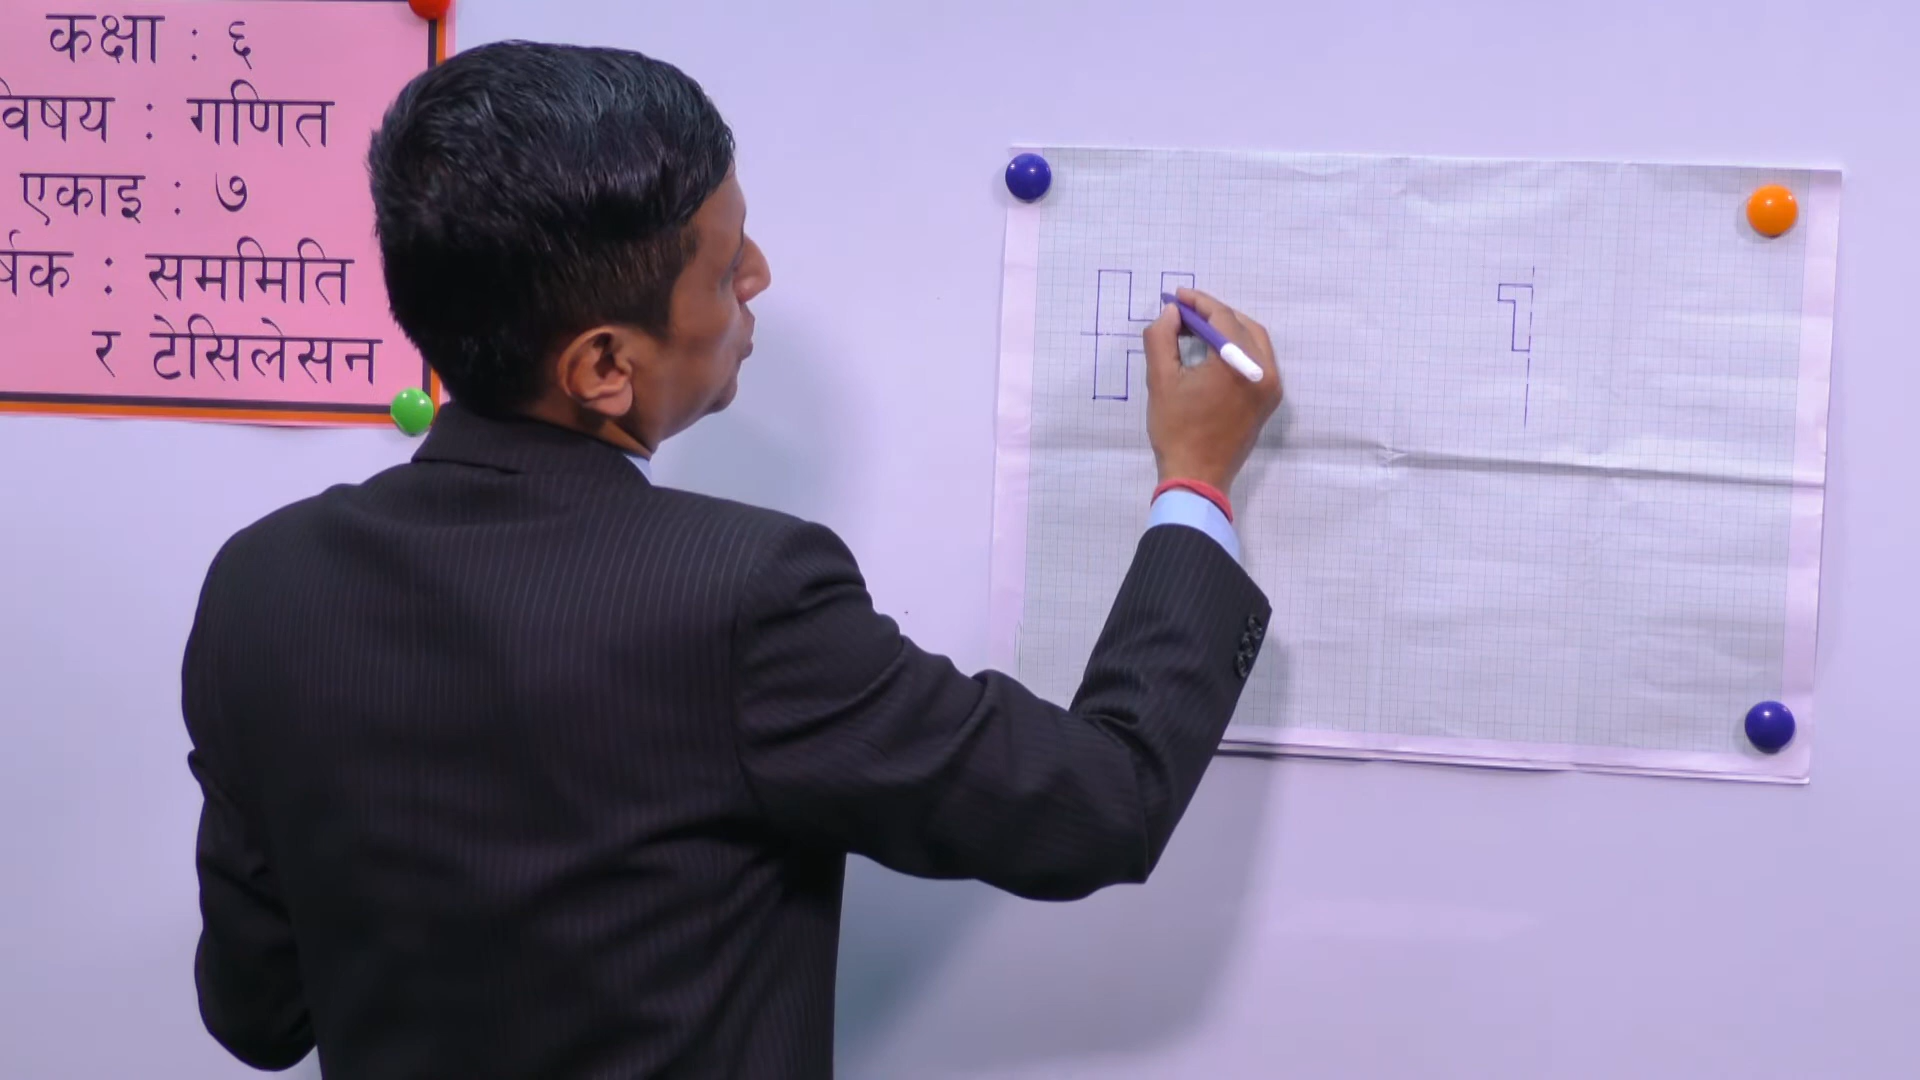 कक्षा : ६
विषय : गणित
एकाइ : ७
र्षक : सममिति
र टेसिलेसन